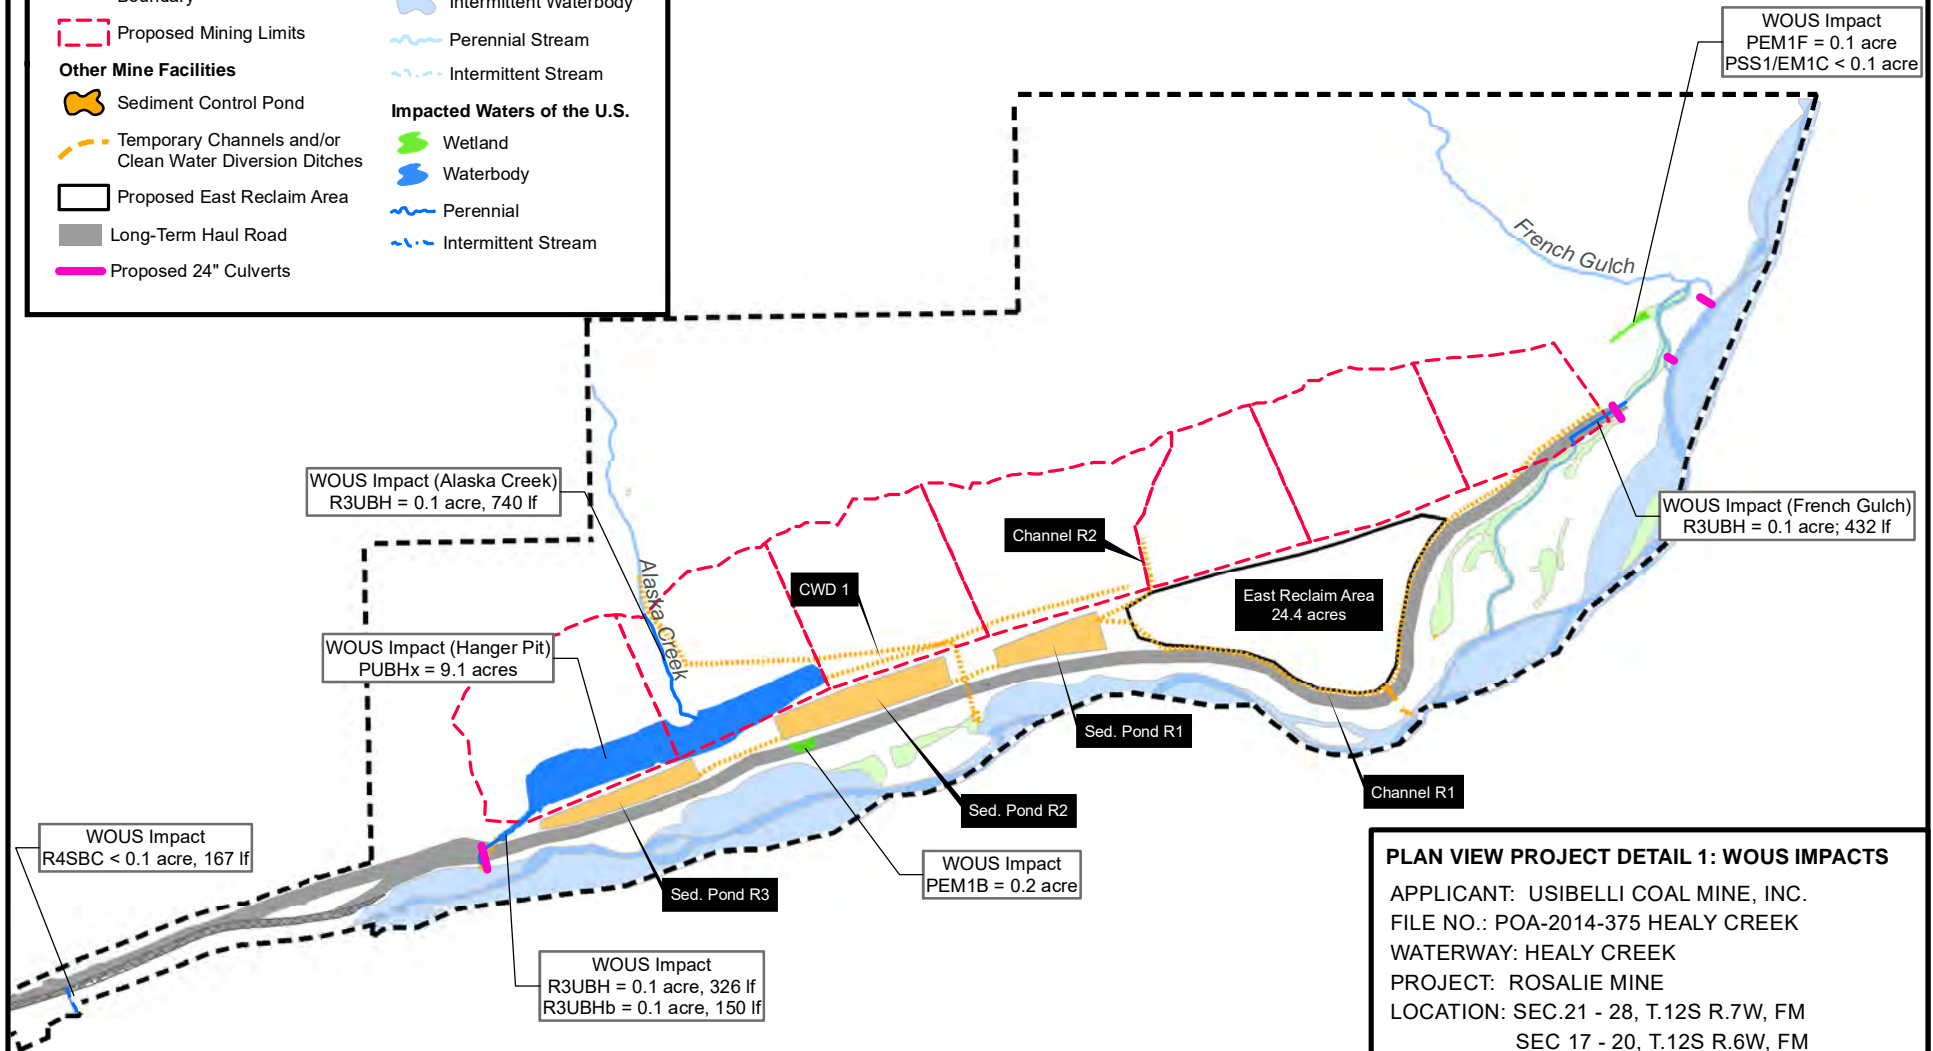 Boundary
Proposed Mining Limits
Other Mine Facilities
Sediment Control Pond
Temporary Channels and/or
Clean Water Diversion Ditches
Proposed East Reclaim Area
Long-Term Haul Road
Proposed 24" Culverts
Intermittent Waterbody
Perennial Stream
Intermittent Stream
Impacted Waters of the U.S.
Wetland
Waterbody
Perennial
Intermittent Stream
WOUS Impact
PEM1F = 0.1 acre
PSS1/EM1C < 0.1 acre
French Gulch
WOUS Impact (Alaska Creek)
R3UBH = 0.1 acre, 740 lf
Alaska Creek
Channel R2
WOUS Impact (French Gulch)
R3UBH = 0.1 acre; 432 lf
CWD 1
East Reclaim Area
24.4 acres
WOUS Impact (Hanger Pit)
PUBHx = 9.1 acres
Sed. Pond R1
Channel R1
Sed. Pond R2
WOUS Impact
R4SBC < 0.1 acre, 167 lf
WOUS Impact
PEM1B = 0.2 acre
Sed. Pond R3
WOUS Impact
R3UBH = 0.1 acre, 326 lf
R3UBHb = 0.1 acre, 150 lf
PLAN VIEW PROJECT DETAIL 1: WOUS IMPACTS
APPLICANT: USIBELLI COAL MINE, INC.
FILE NO.: POA-2014-375 HEALY CREEK
WATERWAY: HEALY CREEK
PROJECT: ROSALIE MINE
LOCATION: SEC.21 - 28, T.12S R.7W, FM
SEC 17 - 20, T.12S R.6W, FM